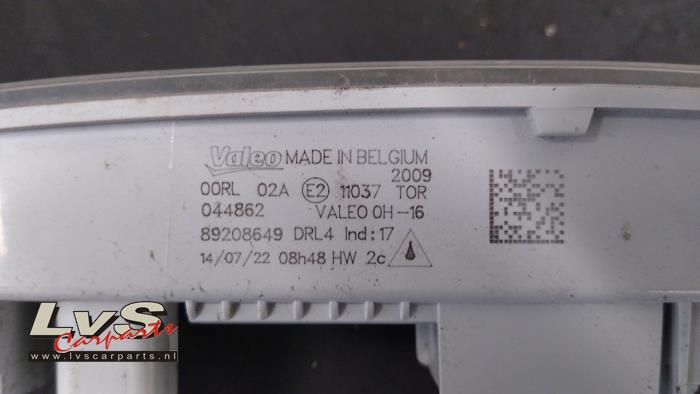 Valeo MADE IN BELGIUM
2009
00RL 02A E2 11037 TOR
044862 VALEO 0H-16
89208649 DRL4 Ind:17
14/07/22 08h48 HW 2c
LvS
Carparts
www.lvscarparts.nl